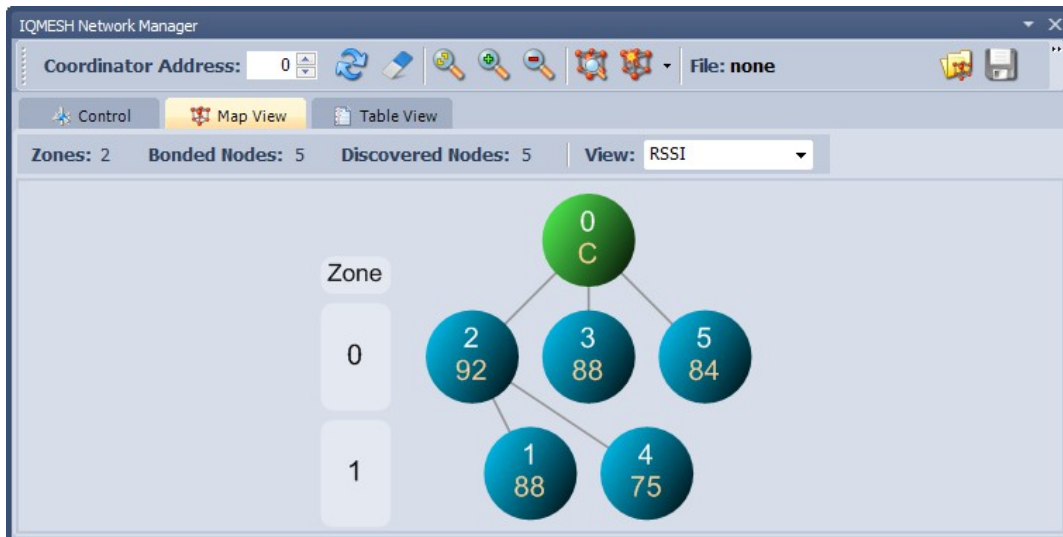 IQMESH Network Manager
Coordinator Address: 0 File: none
Control Map View Table View
Zones: 2 Bonded Nodes: 5 Discovered Nodes: 5 View: RSSI
0
C
Zone
0
2 3 5
92 88 84
1
1 4
88 75